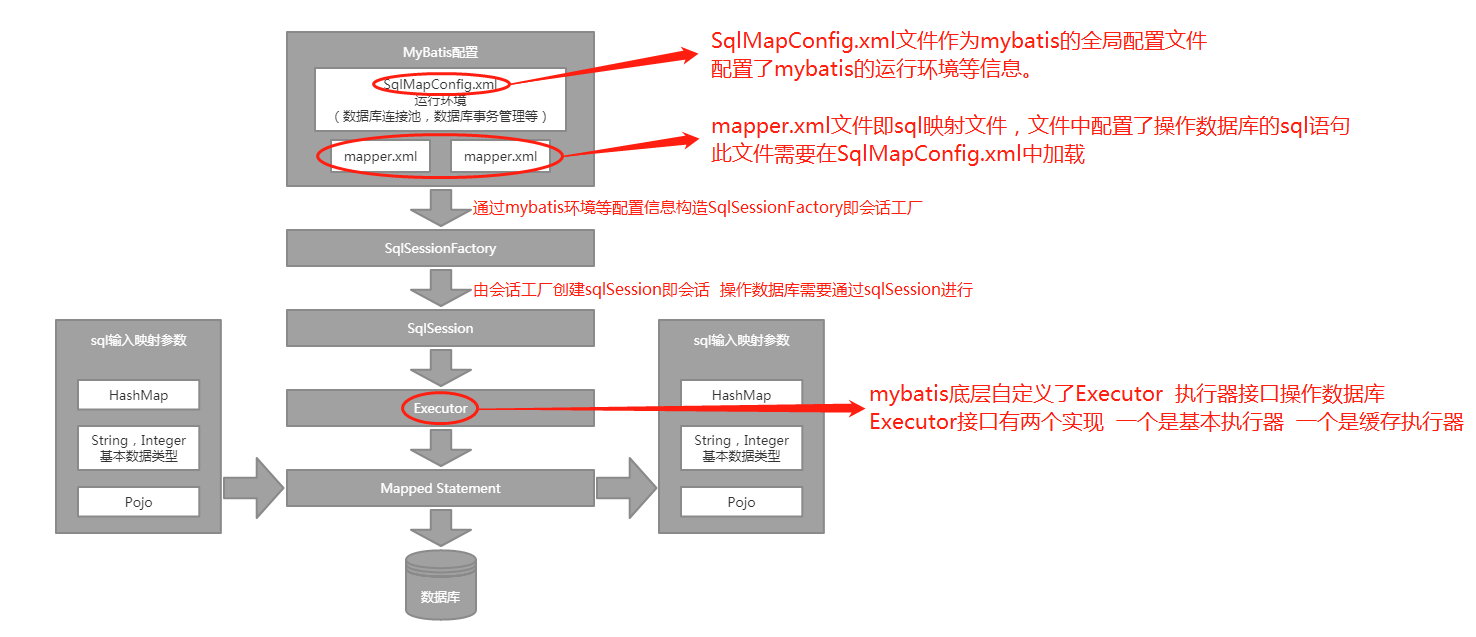 MyBatis配置
SqlMapConfig.xml
运行环境
（数据库连接池，数据库事务管理等）
mapper.xml
mapper.xml
SqlMapConfig.xml文件作为mybatis的全局配置文件
配置了mybatis的运行环境等信息。
mapper.xml文件即sql映射文件，文件中配置了操作数据库的sql语句
此文件需要在SqlMapConfig.xml中加载
通过mybatis环境等配置信息构造SqlSessionFactory即会话工厂
SqlSessionFactory
由会话工厂创建sqlSession即会话 操作数据库需要通过sqlSession进行
SqlSession
sql输入映射参数
HashMap
String，Integer
基本数据类型
Pojo
Executor
mybatis底层自定义了Executor 执行器接口操作数据库
Executor接口有两个实现 一个是基本执行器 一个是缓存执行器
Mapped Statement
sql输入映射参数
HashMap
String，Integer
基本数据类型
Pojo
数据库